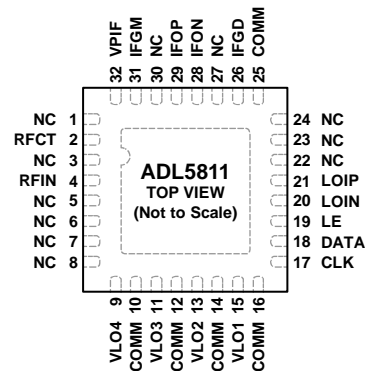 32 VPIF
31 IFGM
30 NC
29 IFOP
28 IFON
27 NC
26 IFGD
25 COMM
NC 1
RFCT 2
NC 3
RFIN 4
NC 5
NC 6
NC 7
NC 8
ADL5811
TOP VIEW
(Not to Scale)
24 NC
23 NC
22 NC
21 LOIP
20 LOIN
19 LE
18 DATA
17 CLK
VLO4 9
COMM 10
VLO3 11
COMM 12
VLO2 13
COMM 14
VLO1 15
COMM 16